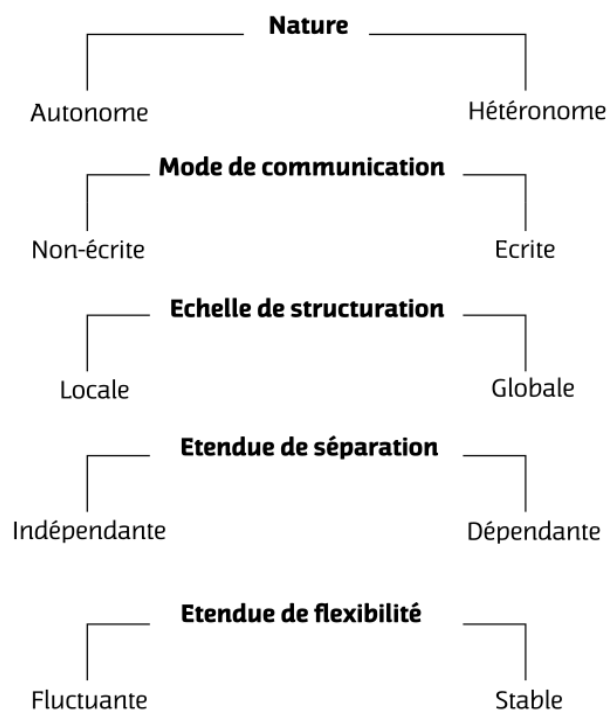 Nature
Autonome Hétéronome
Mode de communication
Non-écrite Ecrite
Echelle de structuration
Locale Globale
Etendue de séparation
Indépendante Dépendante
Etendue de flexibilité
Fluctuante Stable